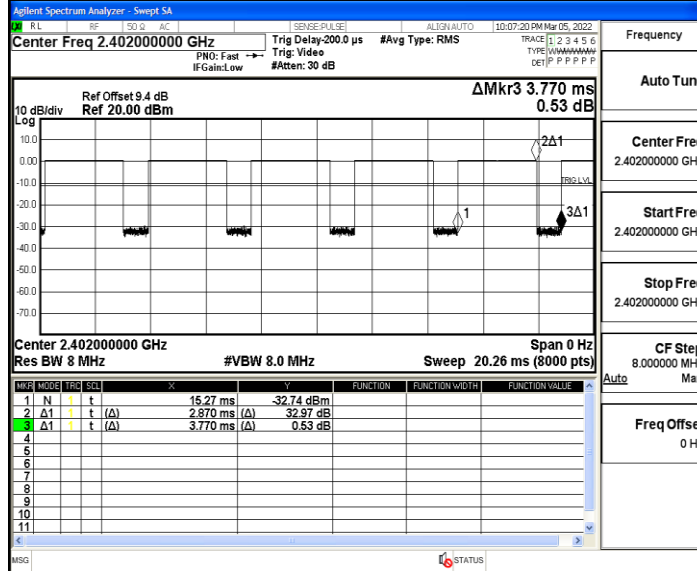 Agilent Spectrum Analyzer - Swept SA
RL RF 50 Ω AC SENSE:PULSE ALIGN AUTO 10:07:20 PM Mar 05, 2022
Center Freq 2.402000000 GHz
PNO: Fast
IFGain:Low
Trig Delay-200.0 µs
Trig: Video
#Atten: 30 dB
#Avg Type: RMS
TRACE 1 2 3 4 5 6
TYPE
DET P P P P P P
ΔMkr3 3.770 ms
0.53 dB
Ref Offset 9.4 dB
10 dB/div Ref 20.00 dBm
Log
10.0
0.00
-10.0
-20.0
-30.0
-40.0
-50.0
-60.0
-70.0
2Δ1
TRIG LVL
1
3Δ1
Center 2.402000000 GHz Span 0 Hz
Res BW 8 MHz #VBW 8.0 MHz Sweep 20.26 ms (8000 pts)
MKR MODE TRC SCL X Y FUNCTION FUNCTION WIDTH FUNCTION VALUE
1 N 1 t 15.27 ms -32.74 dBm
2 Δ1 1 t (Δ) 2.870 ms (Δ) 32.97 dB
3 Δ1 1 t (Δ) 3.770 ms (Δ) 0.53 dB
4
5
6
7
8
9
10
11
MSG STATUS
Frequency
Auto Tun
Center Fre
2.402000000 GH
Start Fre
2.402000000 GH
Stop Fre
2.402000000 GH
CF Step
8.000000 MH
Auto Ma
Freq Offse
0 H